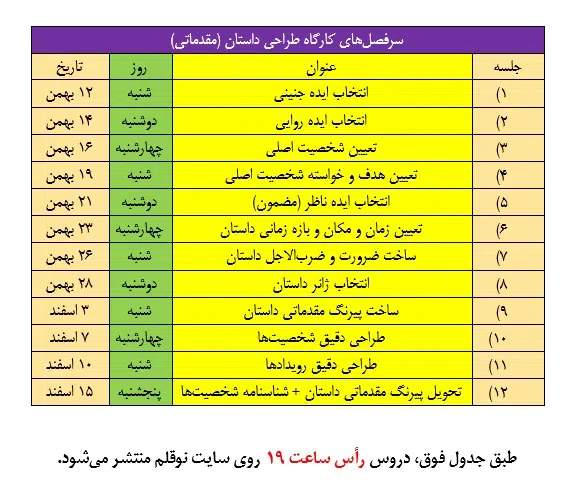 سرفصل‌های کارگاه طراحی داستان (مقدماتی)
جلسه عنوان روز تاریخ
۱) انتخاب ایده جنینی شنبه ۱۲ بهمن
۲) انتخاب ایده روایی دوشنبه ۱۴ بهمن
۳) تعیین شخصیت اصلی چهارشنبه ۱۶ بهمن
۴) تعیین هدف و خواسته شخصیت اصلی شنبه ۱۹ بهمن
۵) انتخاب ایده ناظر (مضمون) دوشنبه ۲۱ بهمن
۶) تعیین زمان و مکان و بازه زمانی داستان چهارشنبه ۲۳ بهمن
۷) ساخت ضرورت و ضرب‌الاجل داستان شنبه ۲۶ بهمن
۸) انتخاب ژانر داستان دوشنبه ۲۸ بهمن
۹) ساخت پیرنگ مقدماتی داستان شنبه ۳ اسفند
۱۰) طراحی دقیق شخصیت‌ها چهارشنبه ۷ اسفند
۱۱) طراحی دقیق رویدادها شنبه ۱۰ اسفند
۱۲) تحویل پیرنگ مقدماتی داستان + شناسنامه شخصیت‌ها پنجشنبه ۱۵ اسفند
طبق جدول فوق، دروس رأس ساعت ۱۹ روی سایت نوقلم منتشر می‌شود.